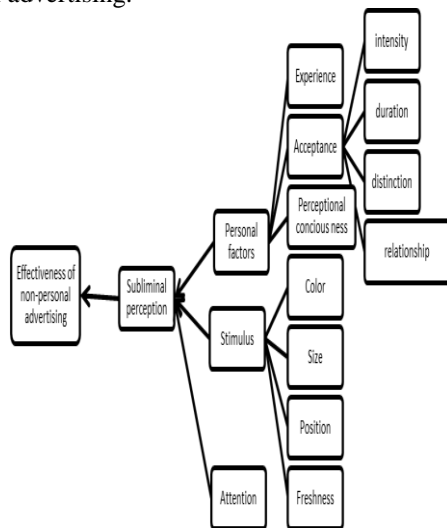 advertising.
intensity
Experience
duration
Acceptance
distinction
Perceptional
concious ness
Personal
factors
relationship
Effectiveness of
non-personal
advertising
Subliminal
perception
Color
Stimulus
Size
Position
Attention
Freshness